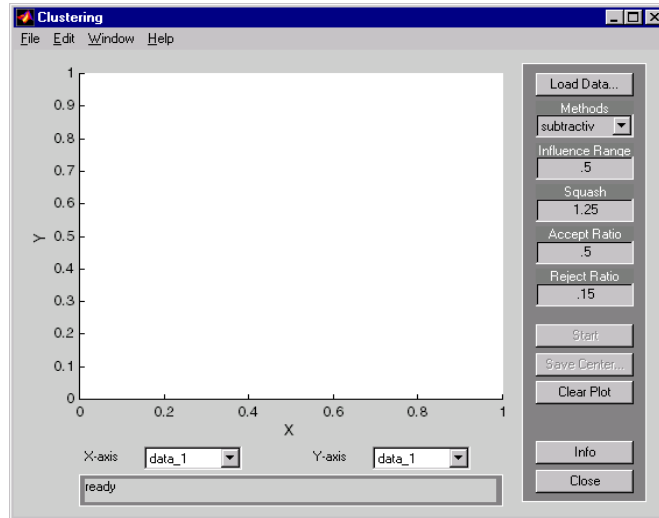 Clustering
File Edit Window Help
1
0.9
0.8
0.7
0.6
0.5
0.4
0.3
0.2
0.1
0
Y
0 0.2 0.4 0.6 0.8 1
X
X-axis data_1 Y-axis data_1
ready
Load Data...
Methods
subtractiv
Influence Range
.5
Squash
1.25
Accept Ratio
.5
Reject Ratio
.15
Start
Save Center...
Clear Plot
Info
Close